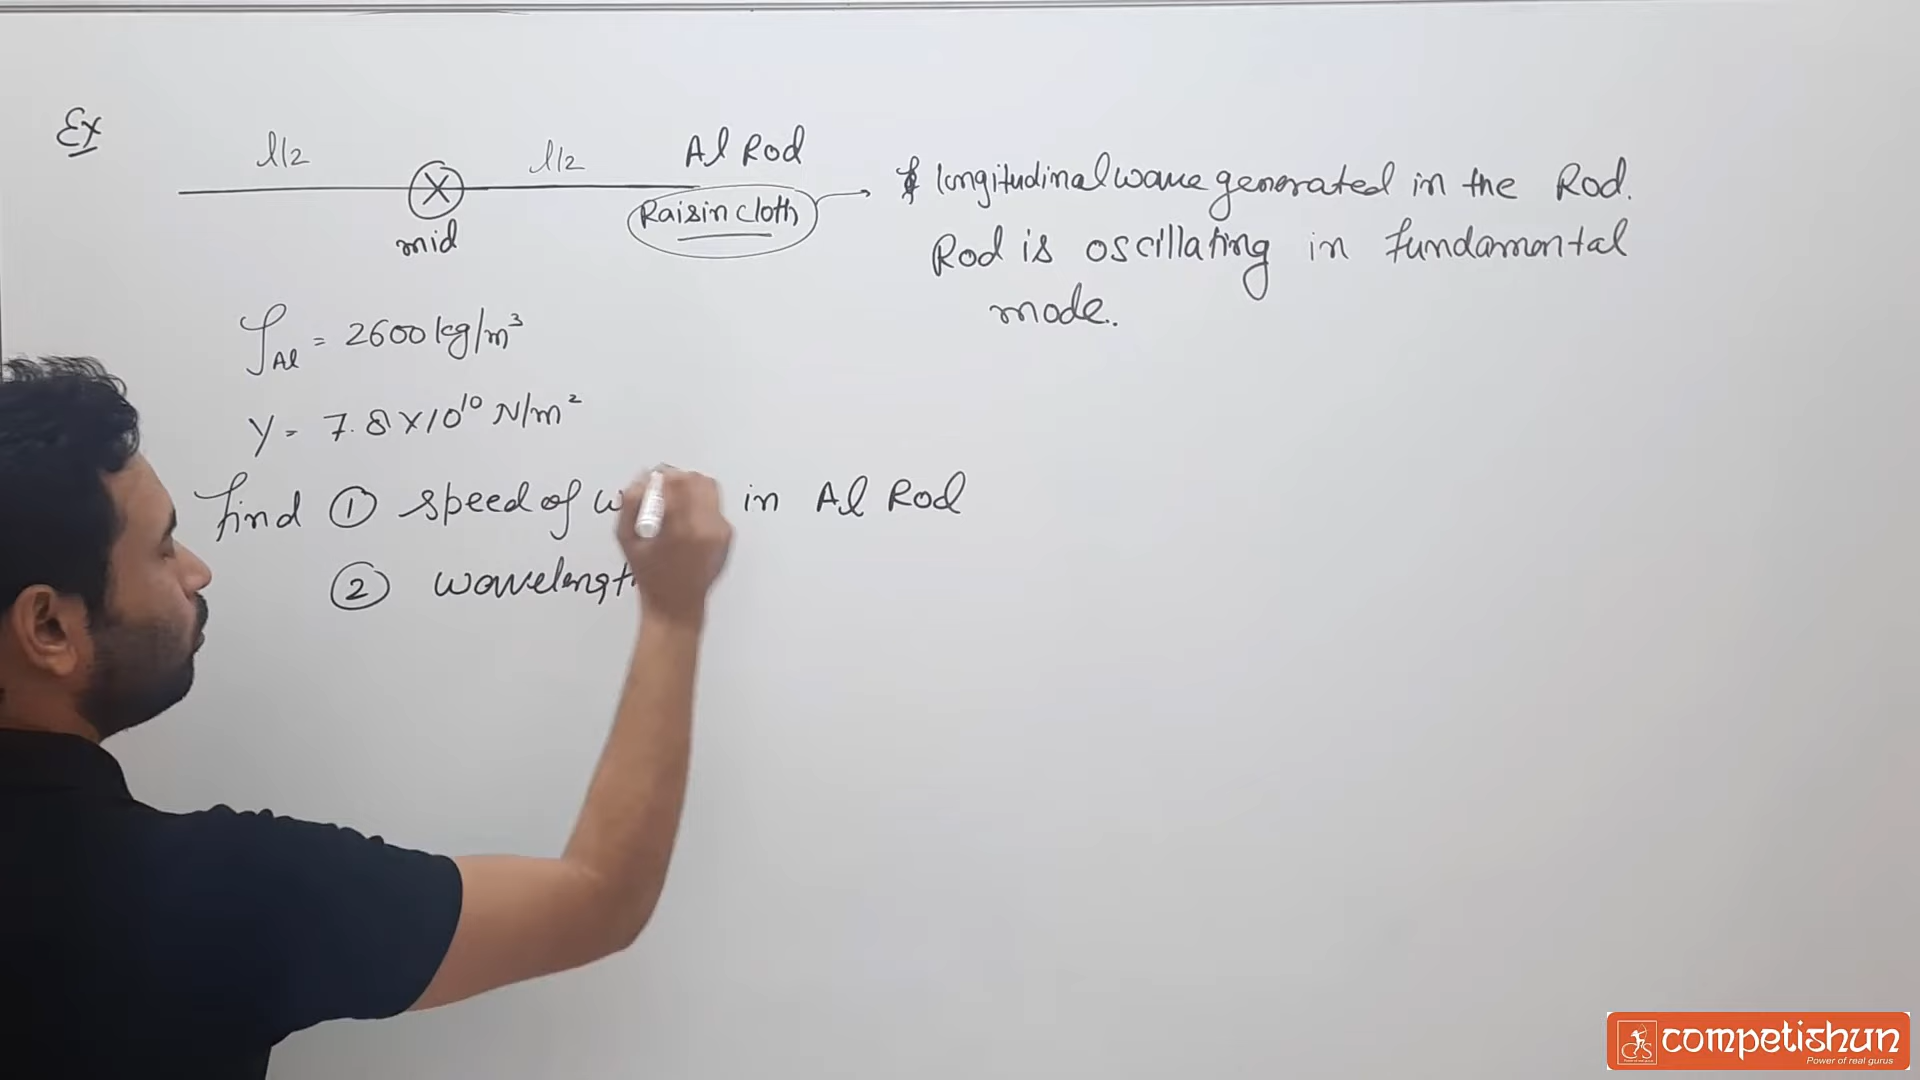 Ex
l/2
l/2
Al Rod
mid
Raisin cloth
longitudinal wave generated in the Rod.
Rod is oscillating in fundamental
mode.
ρAl = 2600 kg/m³
Y = 7.8×10¹⁰ N/m²
find ① speed of in Al Rod
②
competishun
Power of real gurus